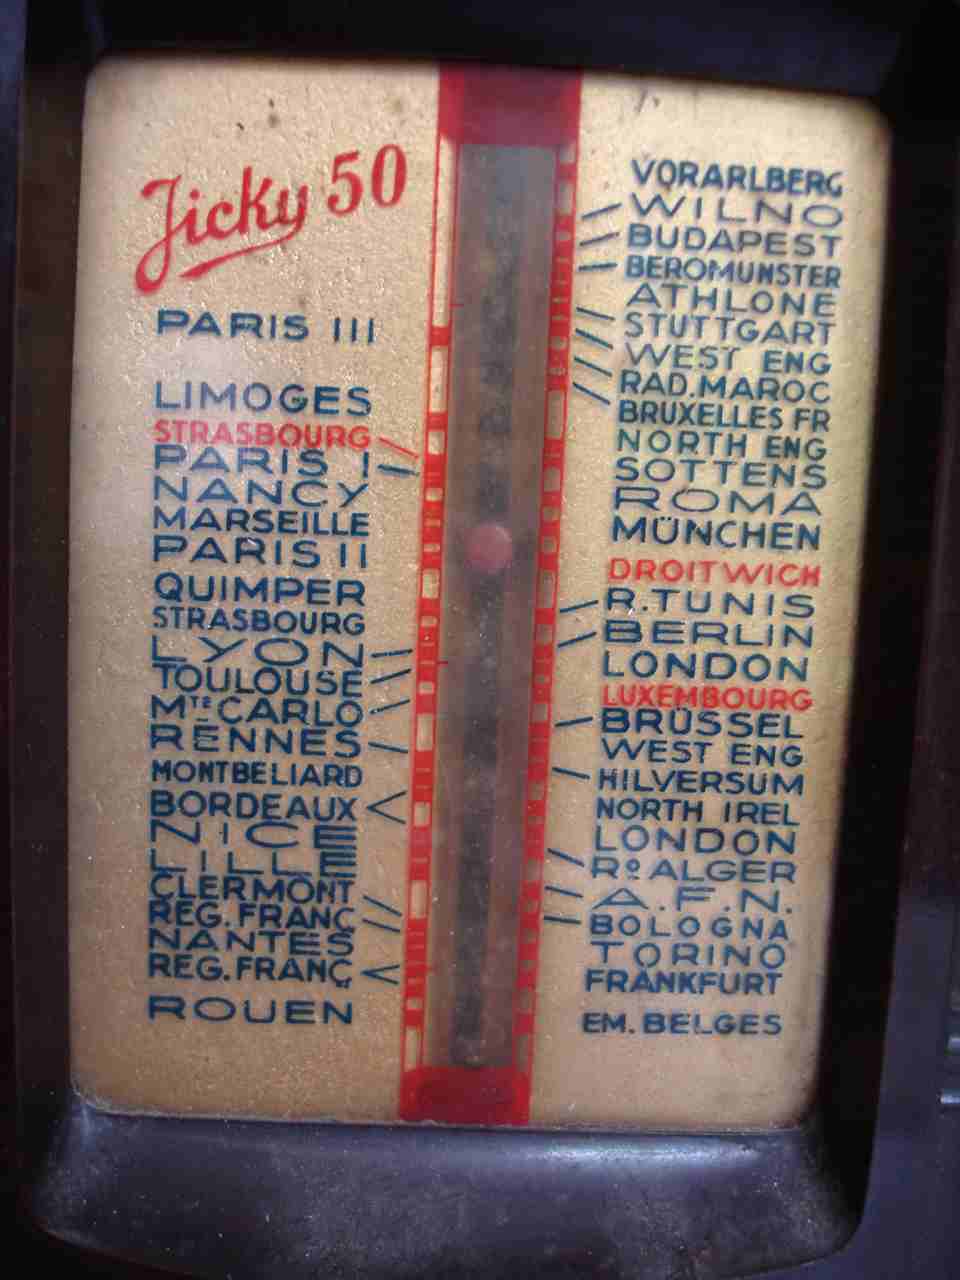 Jicky 50
PARIS III
LIMOGES
STRASBOURG
PARIS I
NANCY
MARSEILLE
PARIS II
QUIMPER
STRASBOURG
LYON
TOULOUSE
MTÉ CARLO
RENNES
MONTBELIARD
BORDEAUX
NICE
LILLE
CLERMONT
REG. FRANÇ
NANTES
REG. FRANÇ
ROUEN
VORARLBERG
WILNO
BUDAPEST
BEROMUNSTER
ATHLONE
STUTTGART
WEST ENG
RAD. MAROC
BRUXELLES FR
NORTH ENG
SOTTENS
ROMA
MÜNCHEN
DROITWICH
R. TUNIS
BERLIN
LONDON
LUXEMBOURG
BRÜSSEL
WEST ENG
HILVERSUM
NORTH IREL
LONDON
Rº ALGER
A.F.N.
BOLOGNA
TORINO
FRANKFURT
EM. BELGES